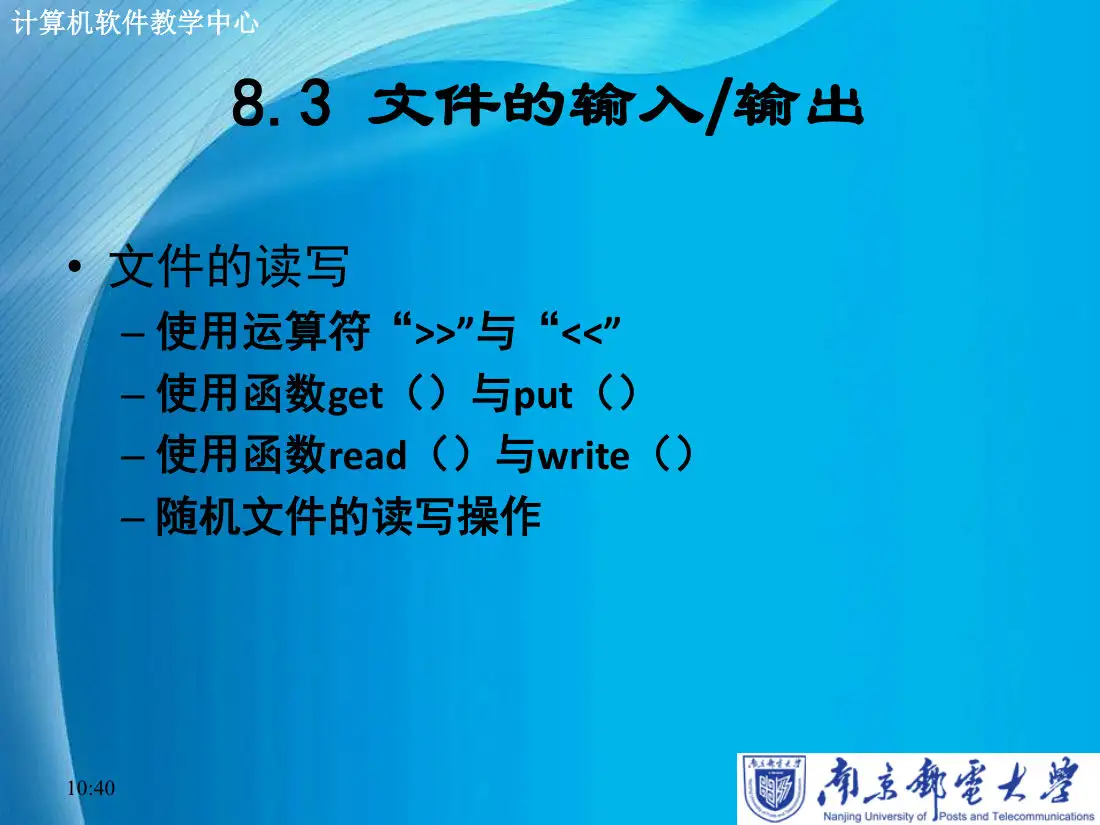 计算机软件教学中心
8.3 文件的输入/输出
• 文件的读写
– 使用运算符“>>”与“<<”
– 使用函数get（）与put（）
– 使用函数read（）与write（）
– 随机文件的读写操作
10:40
南京郵電大學
Nanjing University of Posts and Telecommunications